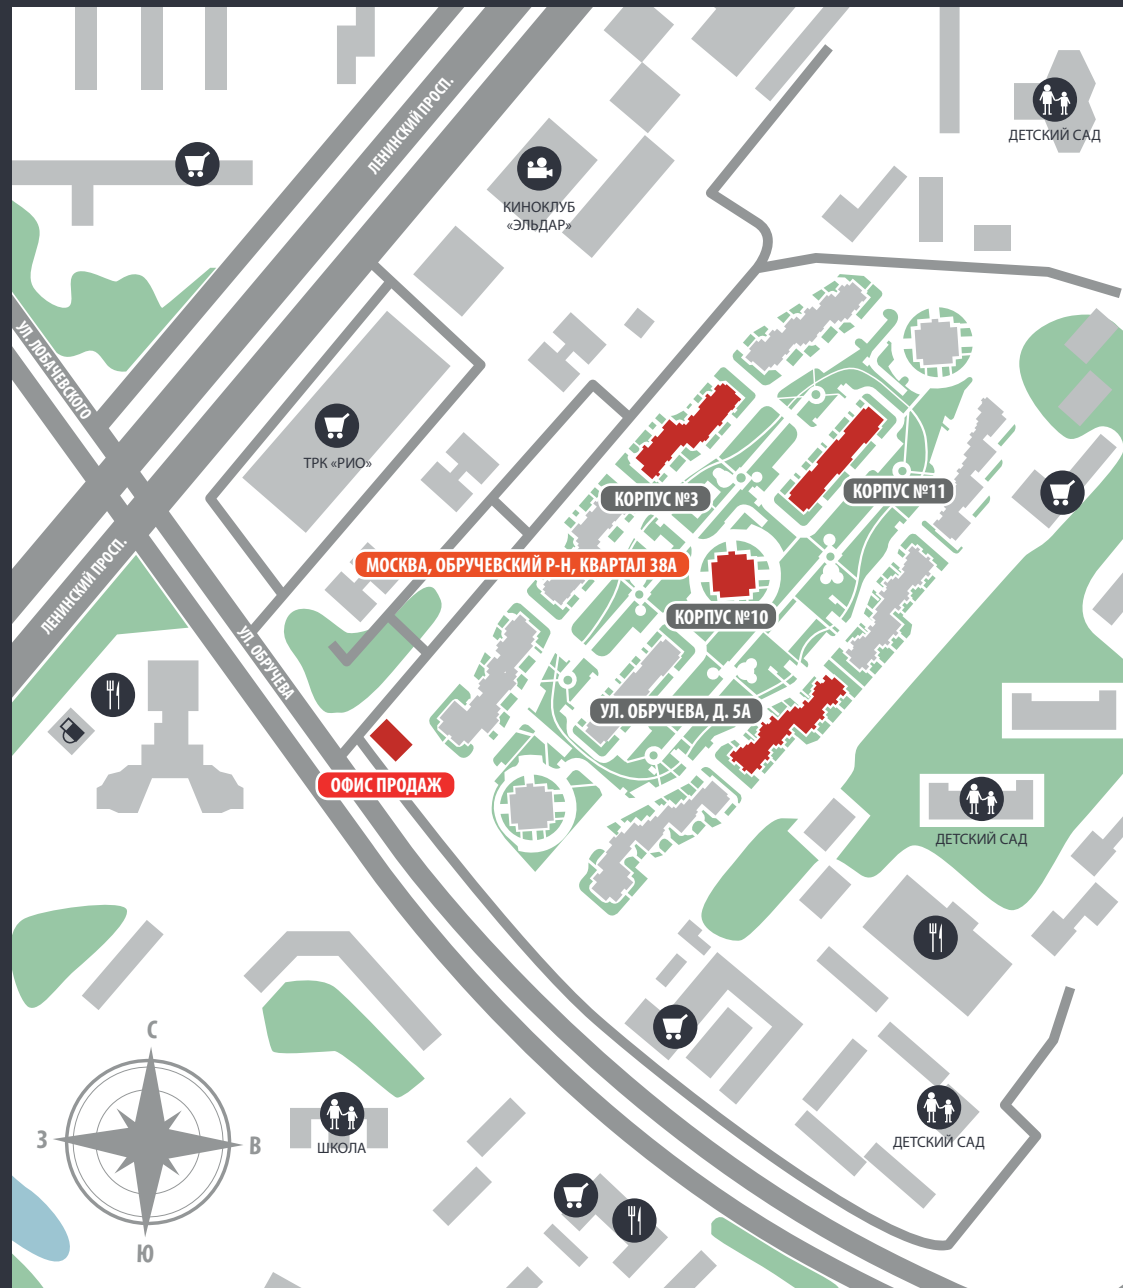 ЛЕНИНСКИЙ ПРОСП.
ДЕТСКИЙ САД
КИНОКЛУБ
«ЭЛЬДАР»
УЛ. ЛОБАЧЕВСКОГО
ТРК «РИО»
КОРПУС №3
КОРПУС №11
МОСКВА, ОБРУЧЕВСКИЙ Р-Н, КВАРТАЛ 38А
ЛЕНИНСКИЙ ПРОСП.
КОРПУС №10
УЛ. ОБРУЧЕВА
УЛ. ОБРУЧЕВА, Д. 5А
ОФИС ПРОДАЖ
ДЕТСКИЙ САД
С
З
В
Ю
ШКОЛА
ДЕТСКИЙ САД